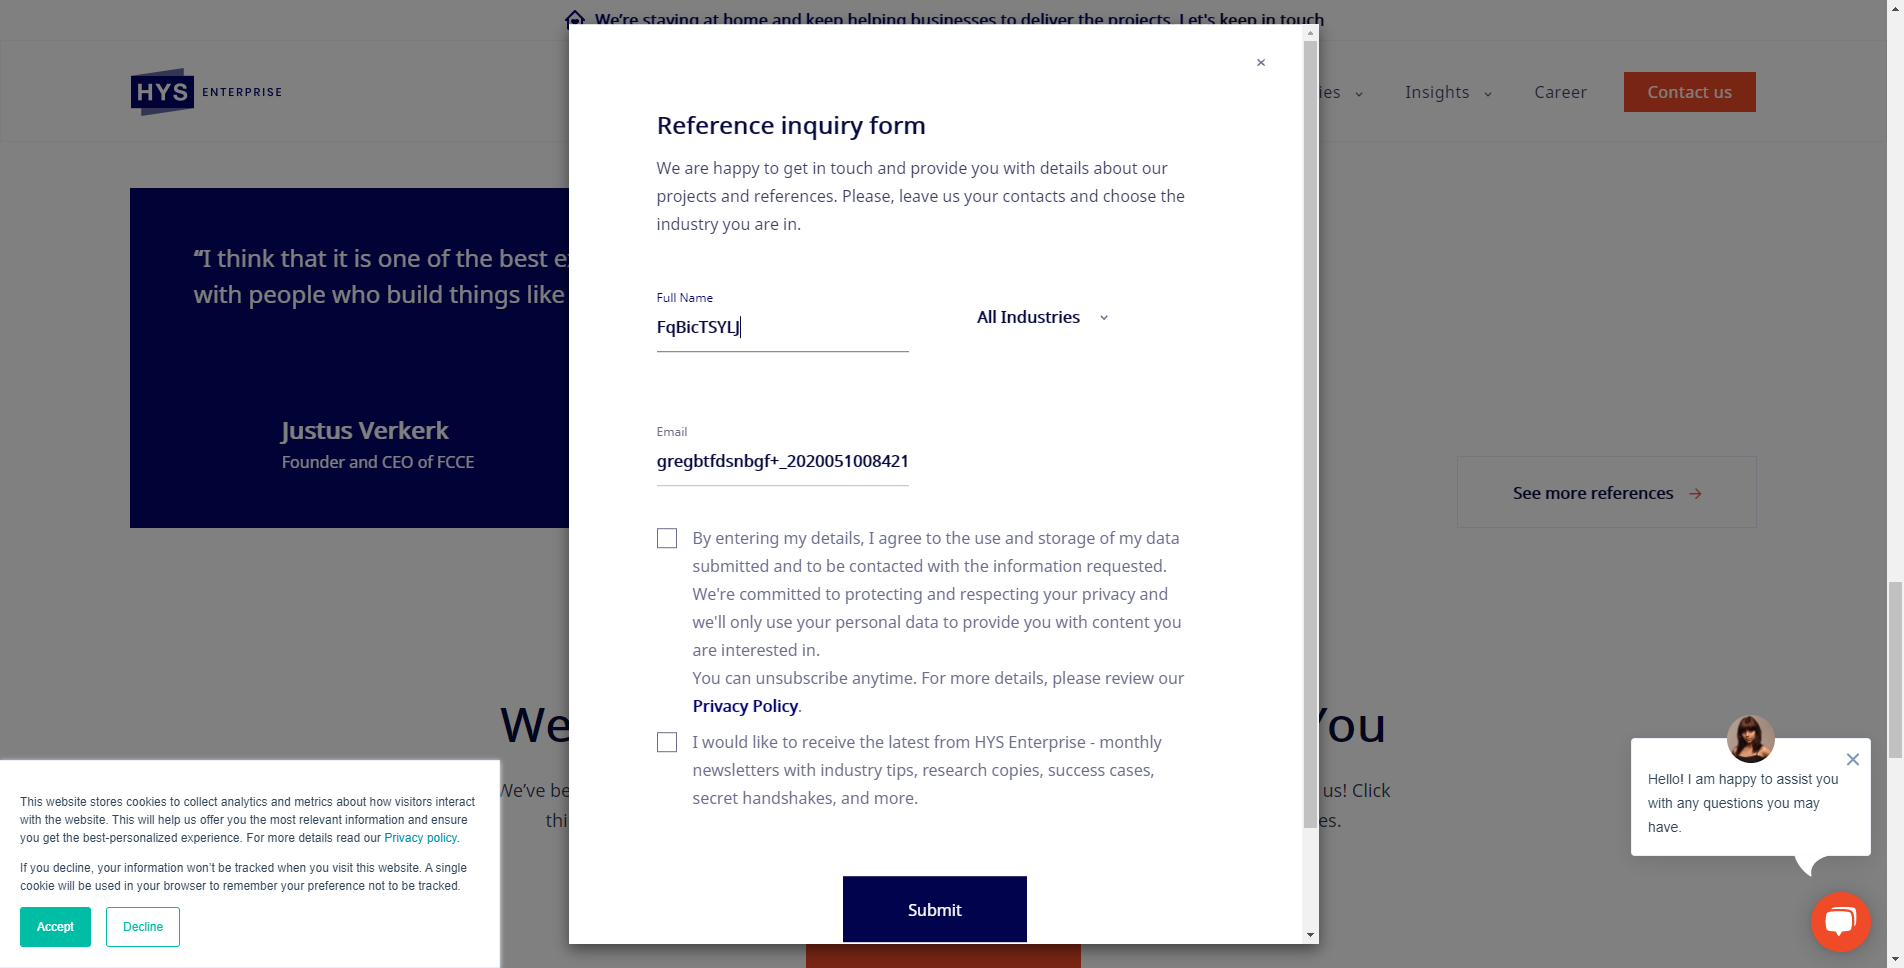 We're staying at home and keep helping businesses to deliver the projects. Let's keep in touch
HYS ENTERPRISE
Insights
Career
Contact us
×
Reference inquiry form
We are happy to get in touch and provide you with details about our
projects and references. Please, leave us your contacts and choose the
industry you are in.
“I think that it is one of the best
with people who build things like
Full Name
FqBicTSYLJ
All Industries
Justus Verkerk
Founder and CEO of FCCE
Email
gregbtfdsnbgf+_2020051008421
See more references →
By entering my details, I agree to the use and storage of my data
submitted and to be contacted with the information requested.
We're committed to protecting and respecting your privacy and
we'll only use your personal data to provide you with content you
are interested in.
You can unsubscribe anytime. For more details, please review our
Privacy Policy.
I would like to receive the latest from HYS Enterprise - monthly
newsletters with industry tips, research copies, success cases,
secret handshakes, and more.
Submit
We
You
We've
us! Click
This website stores cookies to collect analytics and metrics about how visitors interact
with the website. This will help us offer you the most relevant information and ensure
you get the best-personalized experience. For more details read our Privacy policy.
If you decline, your information won't be tracked when you visit this website. A single
cookie will be used in your browser to remember your preference not to be tracked.
Accept
Decline
Hello! I am happy to assist you
with any questions you may
have.